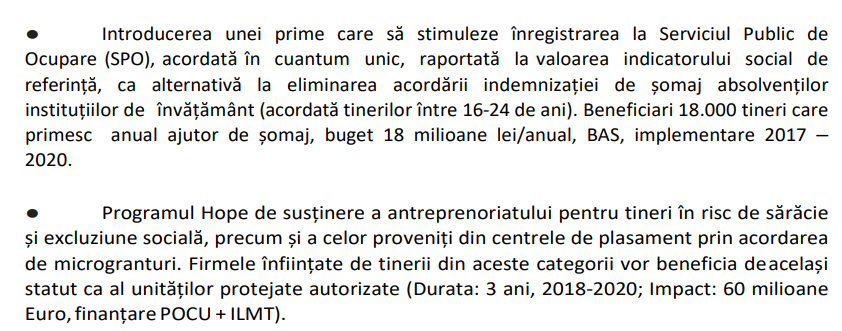 ● Introducerea unei prime care să stimuleze înregistrarea la Serviciul Public de
Ocupare (SPO), acordată în cuantum unic, raportată la valoarea indicatorului social de
referință, ca alternativă la eliminarea acordării indemnizației de șomaj absolvenților
instituțiilor de învățământ (acordată tinerilor între 16-24 de ani). Beneficiari 18.000 tineri care
primesc anual ajutor de șomaj, buget 18 milioane lei/anual, BAS, implementare 2017 –
2020.
● Programul Hope de susținere a antreprenoriatului pentru tineri în risc de sărăcie
și excluziune socială, precum și a celor proveniți din centrele de plasament prin acordarea
de microgranturi. Firmele înființate de tinerii din aceste categorii vor beneficia deacelași
statut ca al unităților protejate autorizate (Durata: 3 ani, 2018-2020; Impact: 60 milioane
Euro, finanțare POCU + ILMT).